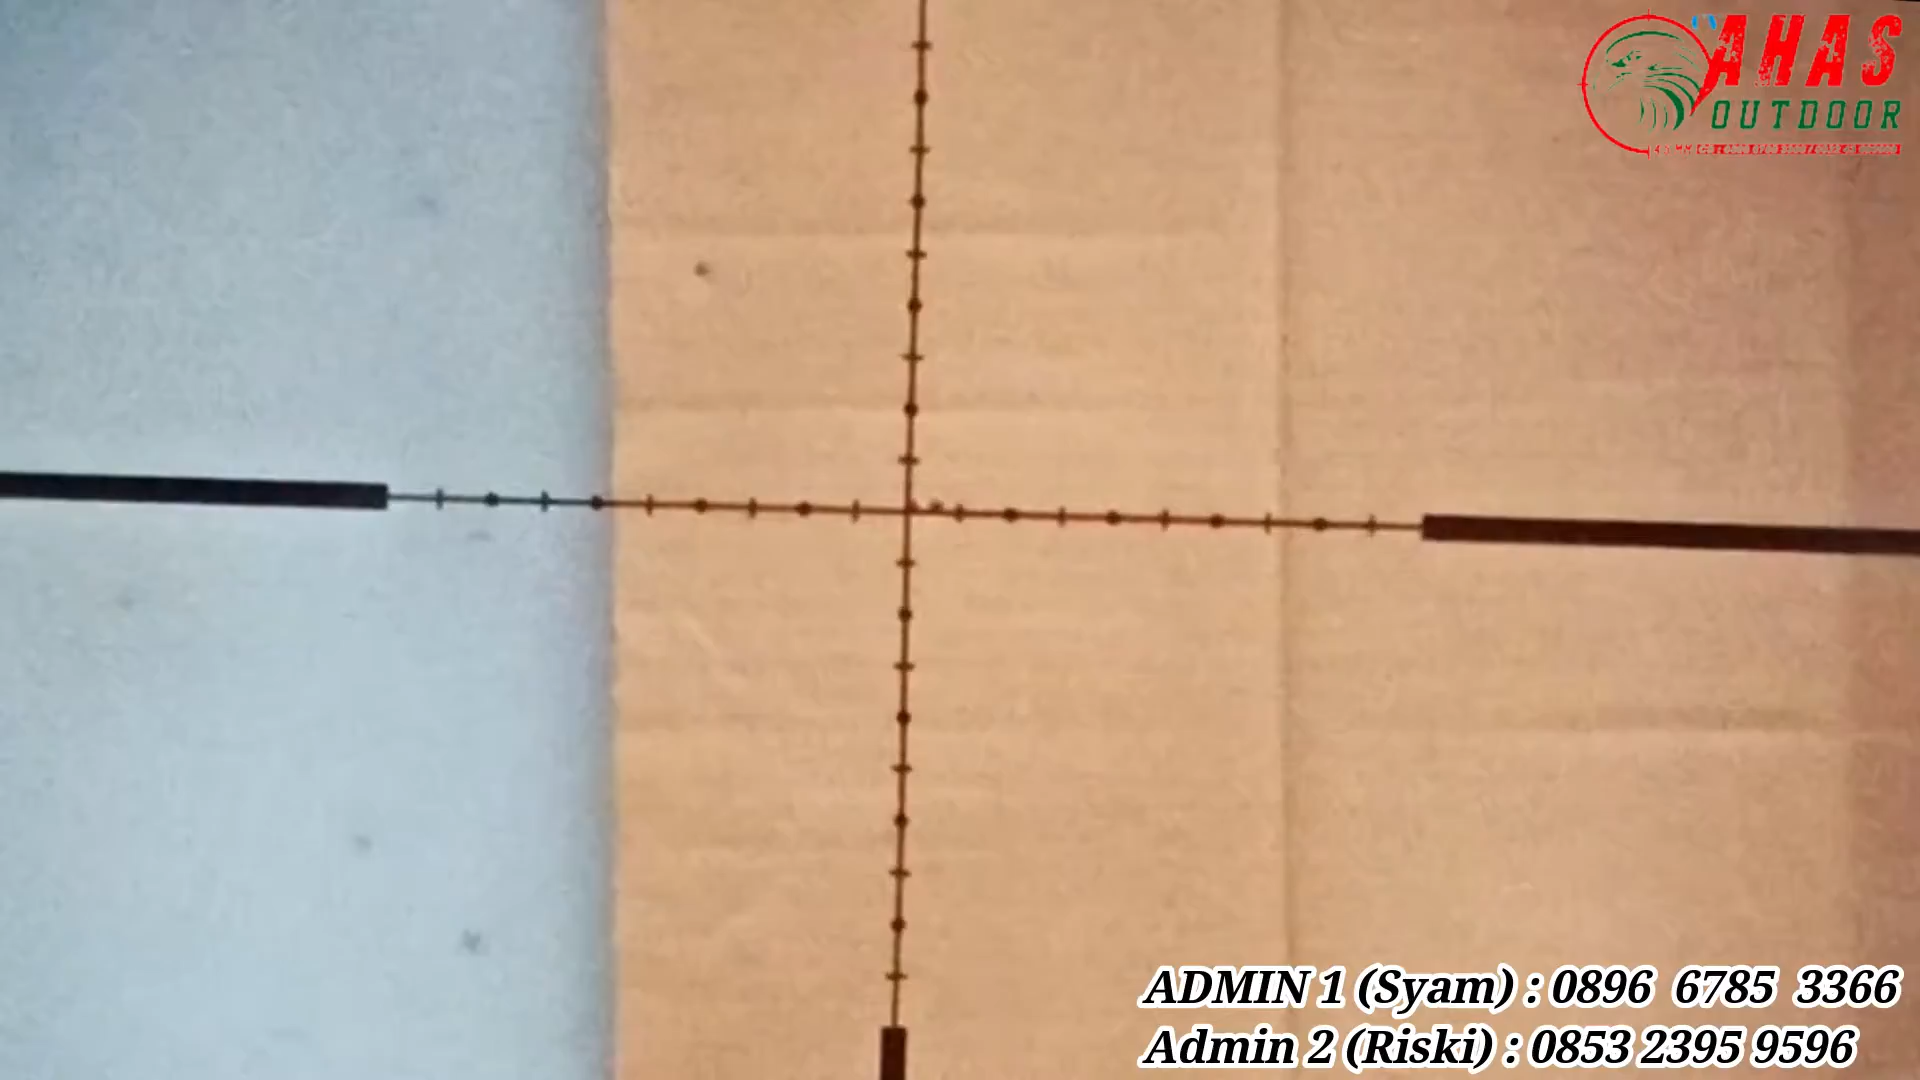 AHAS
OUTDOOR
ADMIN 1 (Syam) : 0896 6785 3366
Admin 2 (Riski) : 0853 2395 9596